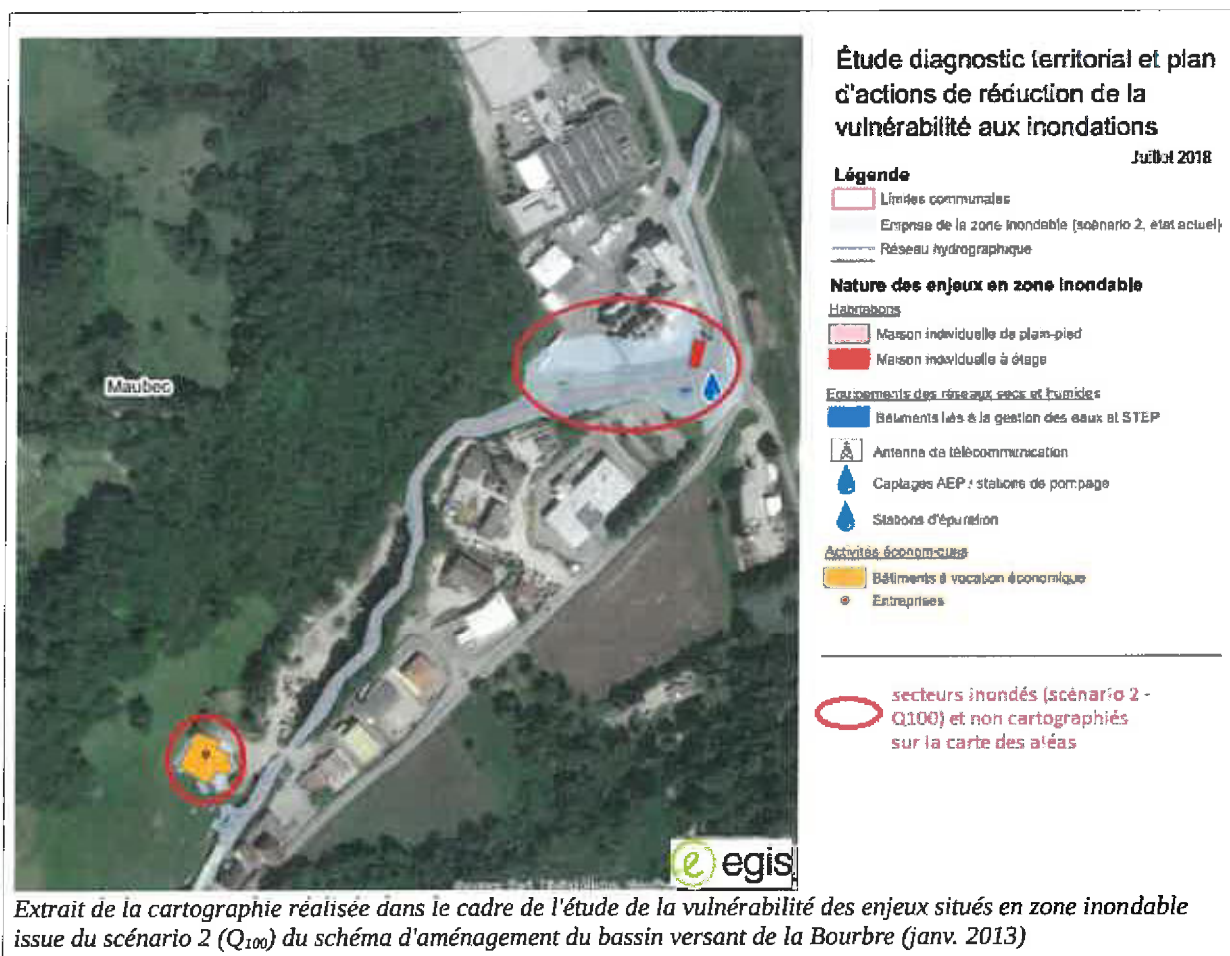 Étude diagnostic territorial et plan
d'actions de réduction de la
vulnérabilité aux inondations
Juillet 2018
Légende
Limites communales
Emprise de la zone inondable (scénario 2, état actuel)
Réseau hydrographique
Nature des enjeux en zone inondable
Habitations
Maison individuelle de plain-pied
Maison individuelle à étage
Equipements des réseaux secs et humides
Bâtiments liés à la gestion des eaux et STEP
Antenne de télécommunication
Captages AEP / stations de pompage
Stations d'épuration
Activités économiques
Bâtiments à vocation économique
Entreprises
secteurs inondés (scénario 2 -
Q100) et non cartographiés
sur la carte des aléas
Maubec
e egis
Extrait de la cartographie réalisée dans le cadre de l'étude de la vulnérabilité des enjeux situés en zone inondable
issue du scénario 2 (Q100) du schéma d'aménagement du bassin versant de la Bourbre (janv. 2013)